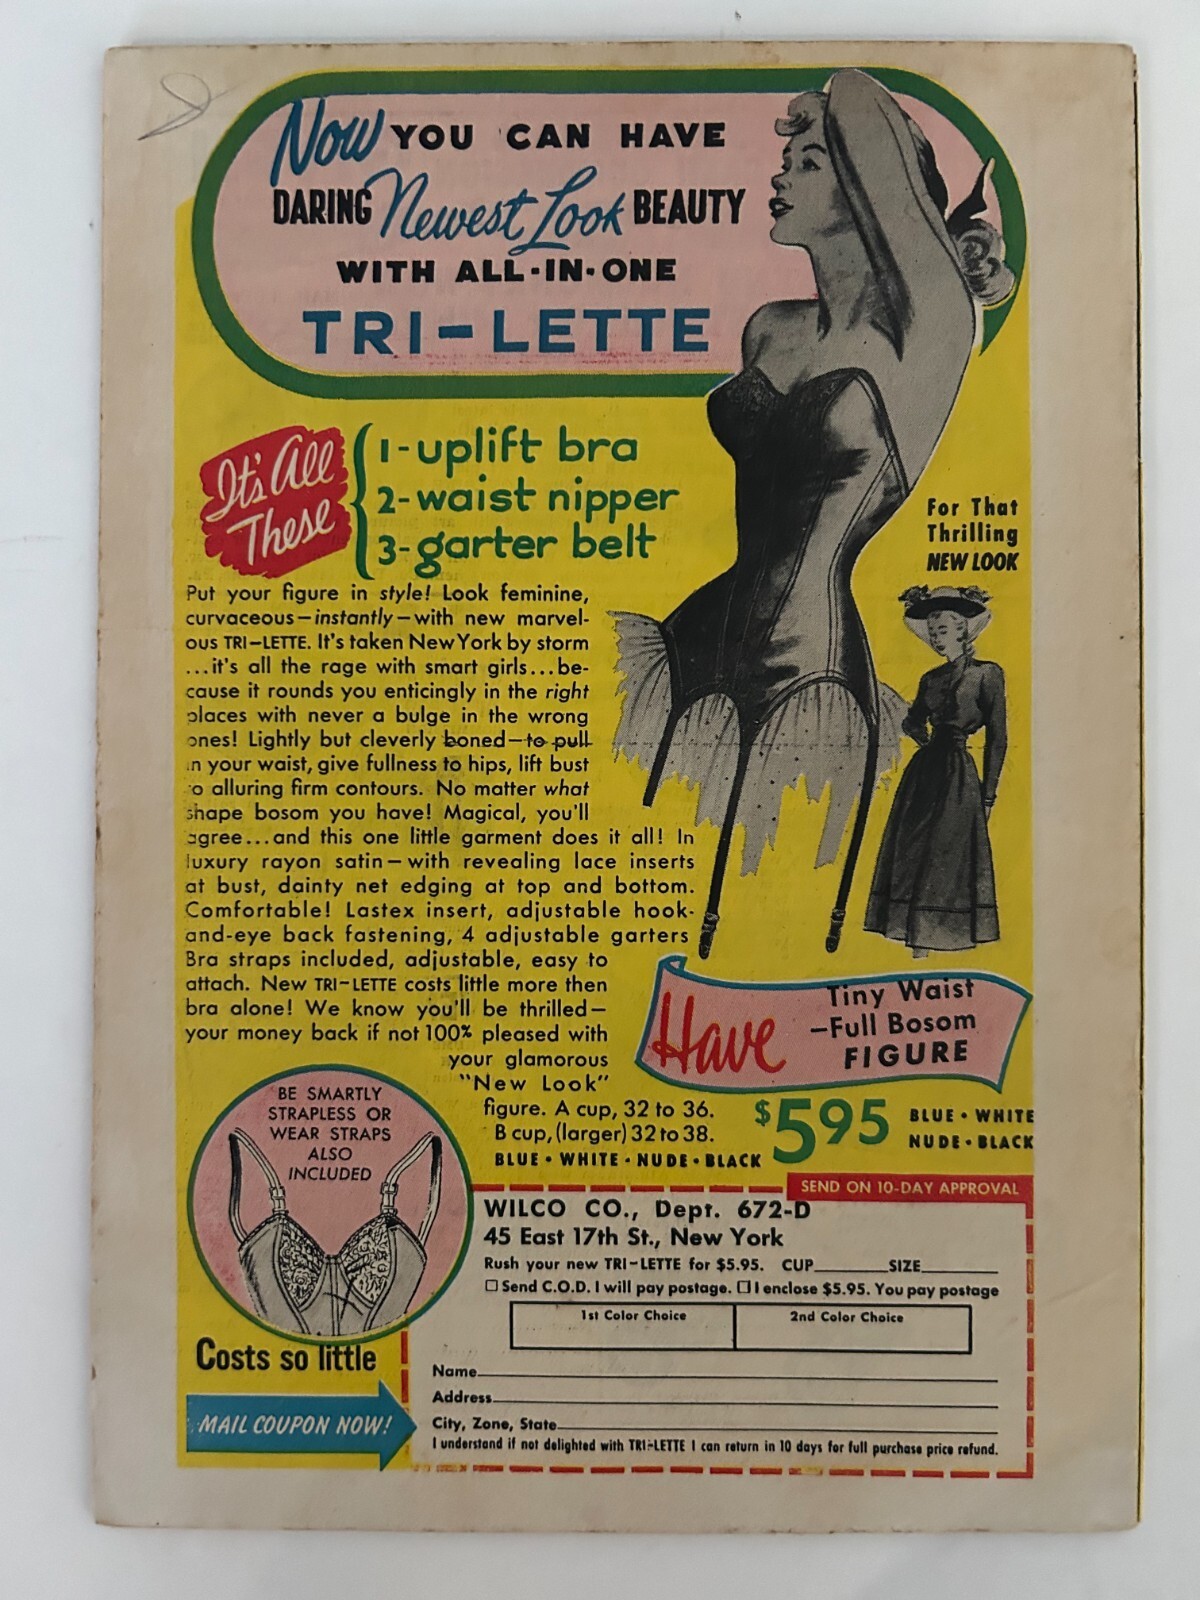 Now YOU CAN HAVE
DARING Newest Look BEAUTY
WITH ALL-IN-ONE
TRI-LETTE
It's All
These
1-uplift bra
2-waist nipper
3-garter belt
For That
Thrilling
NEW LOOK
Put your figure in style! Look feminine,
curvaceous—instantly—with new marvel-
ous TRI-LETTE. It's taken New York by storm
...it's all the rage with smart girls...be-
cause it rounds you enticingly in the right
places with never a bulge in the wrong
ones! Lightly but cleverly boned—to pull
in your waist, give fullness to hips, lift bust
to alluring firm contours. No matter what
shape bosom you have! Magical, you'll
agree...and this one little garment does it all! In
luxury rayon satin—with revealing lace inserts
at bust, dainty net edging at top and bottom.
Comfortable! Lastex insert, adjustable hook-
and-eye back fastening, 4 adjustable garters
Bra straps included, adjustable, easy to
attach. New TRI-LETTE costs little more then
bra alone! We know you'll be thrilled—
your money back if not 100% pleased with
your glamorous
"New Look"
figure. A cup, 32 to 36.
B cup, (larger) 32 to 38.
BLUE • WHITE • NUDE • BLACK
Have Tiny Waist
—Full Bosom
FIGURE
$5.95
BLUE • WHITE
NUDE • BLACK
BE SMARTLY
STRAPLESS OR
WEAR STRAPS
ALSO
INCLUDED
Costs so little
MAIL COUPON NOW!
SEND ON 10-DAY APPROVAL
WILCO CO., Dept. 672-D
45 East 17th St., New York
Rush your new TRI-LETTE for $5.95. CUP______SIZE______
☐ Send C.O.D. I will pay postage. ☐ I enclose $5.95. You pay postage
1st Color Choice 2nd Color Choice
Name
Address
City, Zone, State
I understand if not delighted with TRI-LETTE I can return in 10 days for full purchase price refund.